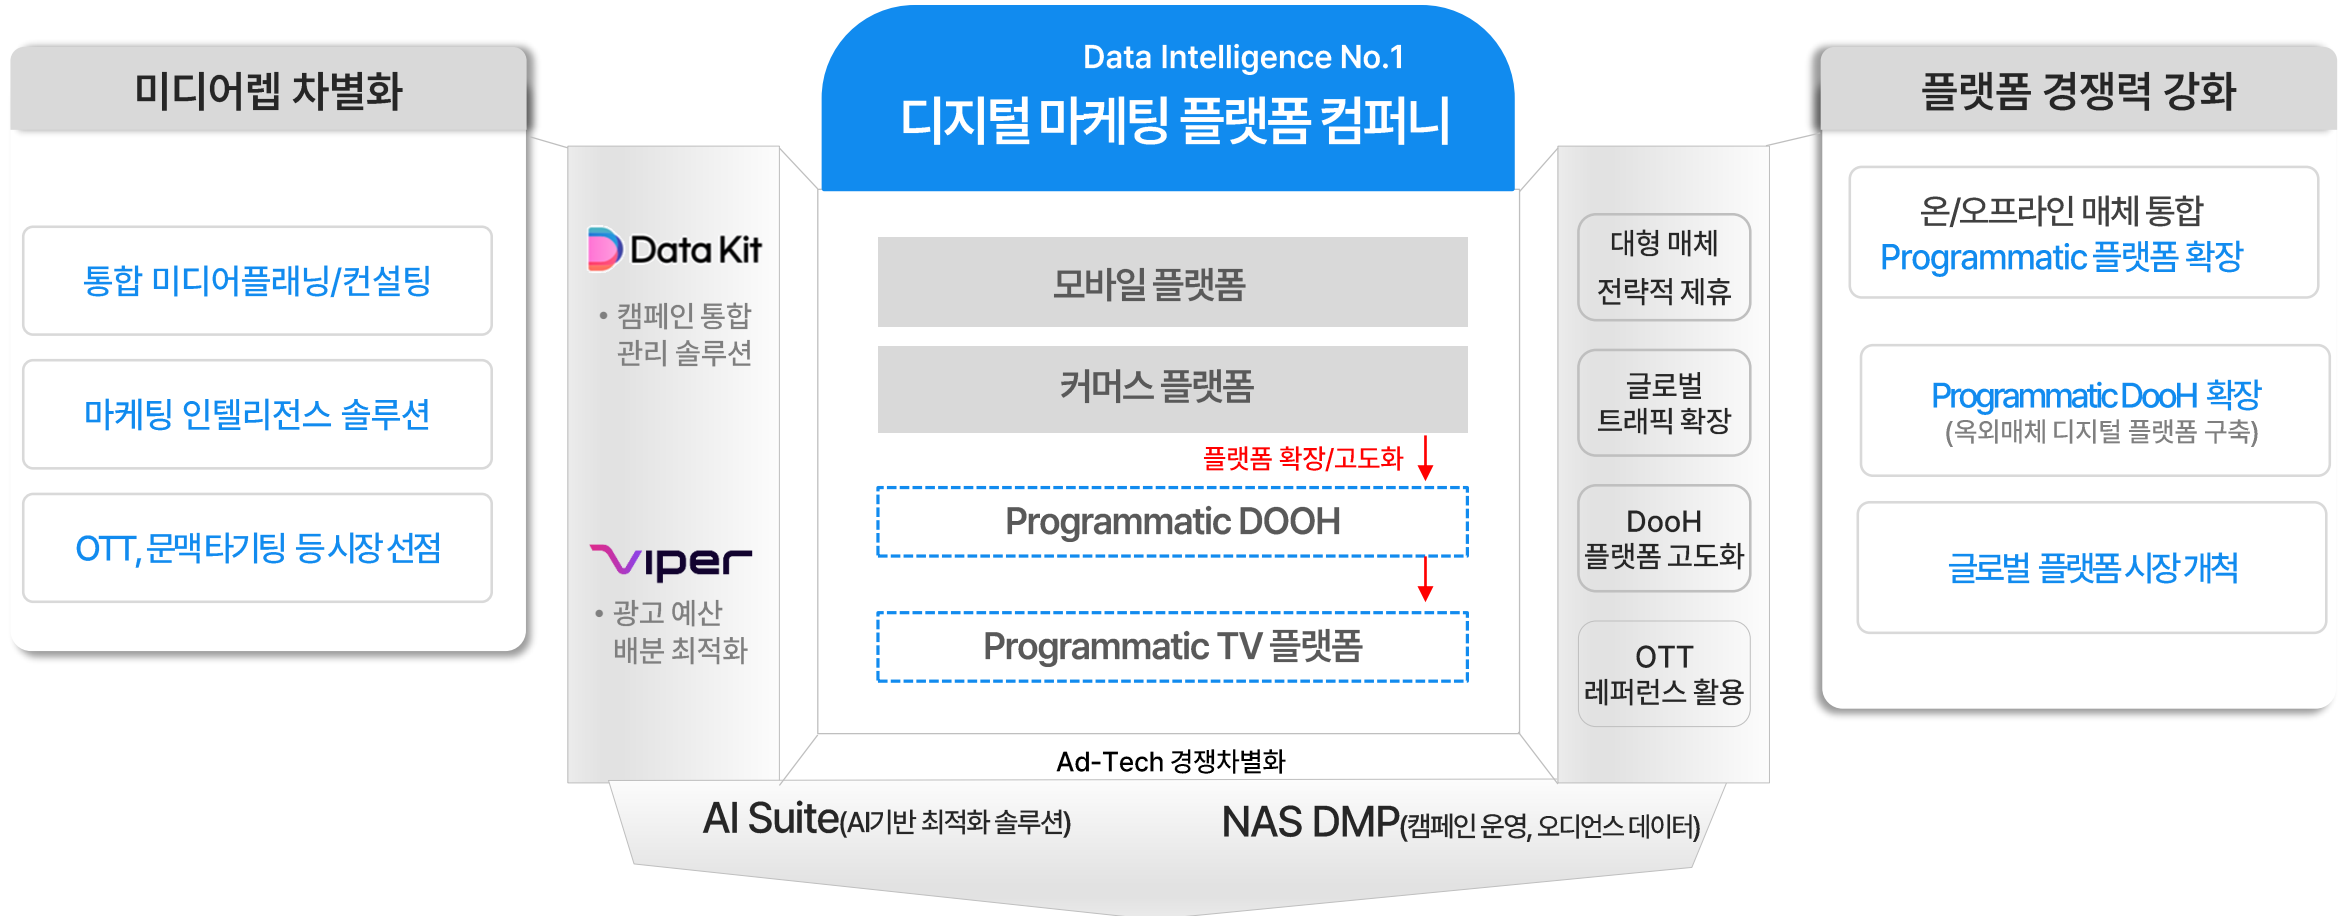 미디어렙 차별화
통합 미디어플래닝/컨설팅
마케팅 인텔리전스 솔루션
OTT, 문맥 타기팅 등 시장 선점
Data Kit
• 캠페인 통합
관리 솔루션
VIPER
• 광고 예산
배분 최적화
Data Intelligence No.1
디지털 마케팅 플랫폼 컴퍼니
모바일 플랫폼
커머스 플랫폼
플랫폼 확장/고도화
Programmatic DOOH
Programmatic TV 플랫폼
Ad-Tech 경쟁차별화
AI Suite(AI기반 최적화 솔루션)
NAS DMP(캠페인 운영, 오디언스 데이터)
대형 매체
전략적 제휴
글로벌
트래픽 확장
DooH
플랫폼 고도화
OTT
레퍼런스 활용
플랫폼 경쟁력 강화
온/오프라인 매체 통합
Programmatic 플랫폼 확장
Programmatic DooH 확장
(옥외매체 디지털 플랫폼 구축)
글로벌 플랫폼 시장 개척